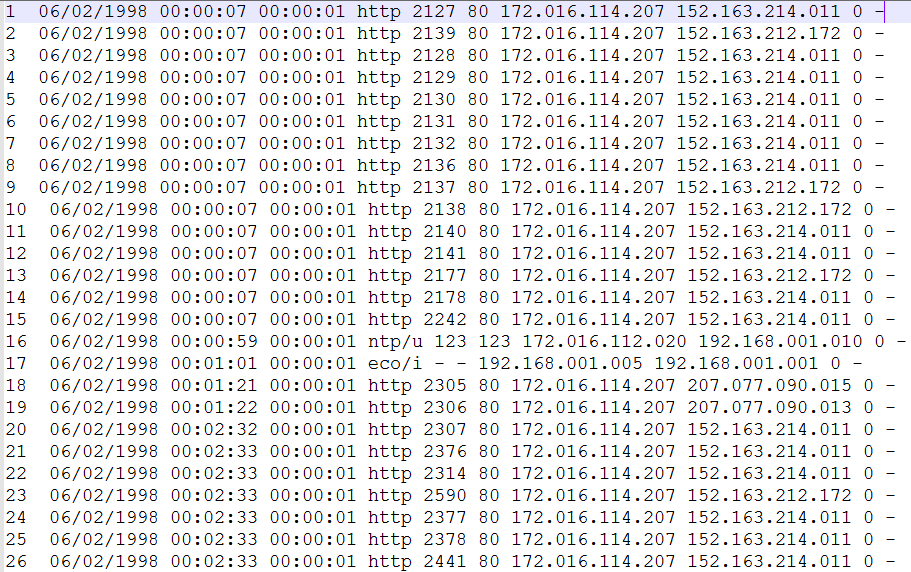 1 06/02/1998 00:00:07 00:00:01 http 2127 80 172.016.114.207 152.163.214.011 0 -
2 06/02/1998 00:00:07 00:00:01 http 2139 80 172.016.114.207 152.163.212.172 0 -
3 06/02/1998 00:00:07 00:00:01 http 2128 80 172.016.114.207 152.163.214.011 0 -
4 06/02/1998 00:00:07 00:00:01 http 2129 80 172.016.114.207 152.163.214.011 0 -
5 06/02/1998 00:00:07 00:00:01 http 2130 80 172.016.114.207 152.163.214.011 0 -
6 06/02/1998 00:00:07 00:00:01 http 2131 80 172.016.114.207 152.163.214.011 0 -
7 06/02/1998 00:00:07 00:00:01 http 2132 80 172.016.114.207 152.163.214.011 0 -
8 06/02/1998 00:00:07 00:00:01 http 2136 80 172.016.114.207 152.163.214.011 0 -
9 06/02/1998 00:00:07 00:00:01 http 2137 80 172.016.114.207 152.163.212.172 0 -
10 06/02/1998 00:00:07 00:00:01 http 2138 80 172.016.114.207 152.163.212.172 0 -
11 06/02/1998 00:00:07 00:00:01 http 2140 80 172.016.114.207 152.163.214.011 0 -
12 06/02/1998 00:00:07 00:00:01 http 2141 80 172.016.114.207 152.163.214.011 0 -
13 06/02/1998 00:00:07 00:00:01 http 2177 80 172.016.114.207 152.163.212.172 0 -
14 06/02/1998 00:00:07 00:00:01 http 2178 80 172.016.114.207 152.163.214.011 0 -
15 06/02/1998 00:00:07 00:00:01 http 2242 80 172.016.114.207 152.163.214.011 0 -
16 06/02/1998 00:00:59 00:00:01 ntp/u 123 123 172.016.112.020 192.168.001.010 0 -
17 06/02/1998 00:01:01 00:00:01 eco/i - - 192.168.001.005 192.168.001.001 0 -
18 06/02/1998 00:01:21 00:00:01 http 2305 80 172.016.114.207 207.077.090.015 0 -
19 06/02/1998 00:01:22 00:00:01 http 2306 80 172.016.114.207 207.077.090.013 0 -
20 06/02/1998 00:02:32 00:00:01 http 2307 80 172.016.114.207 152.163.214.011 0 -
21 06/02/1998 00:02:33 00:00:01 http 2376 80 172.016.114.207 152.163.214.011 0 -
22 06/02/1998 00:02:33 00:00:01 http 2314 80 172.016.114.207 152.163.214.011 0 -
23 06/02/1998 00:02:33 00:00:01 http 2590 80 172.016.114.207 152.163.212.172 0 -
24 06/02/1998 00:02:33 00:00:01 http 2377 80 172.016.114.207 152.163.214.011 0 -
25 06/02/1998 00:02:33 00:00:01 http 2378 80 172.016.114.207 152.163.214.011 0 -
26 06/02/1998 00:02:33 00:00:01 http 2441 80 172.016.114.207 152.163.214.011 0 -